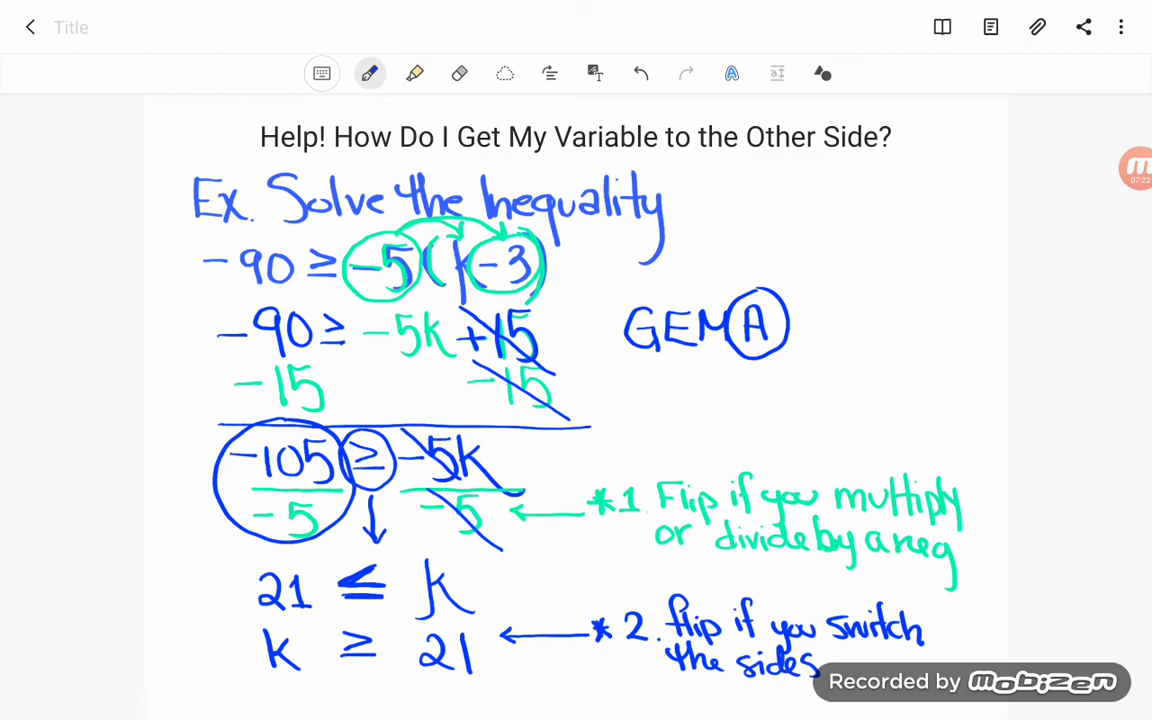 Title
Help! How Do I Get My Variable to the Other Side?
Ex. Solve the Inequality
-90 ≥ -5(k-3)
-90 ≥ -5k +15
GEMA
-15 -15
-105 ≥ -5k
-5 -5
*1. Flip if you multiply
or divide by a neg
21 ≤ k
k ≥ 21
*2. flip if you switch
the sides
M
07:22
Recorded by mobizen